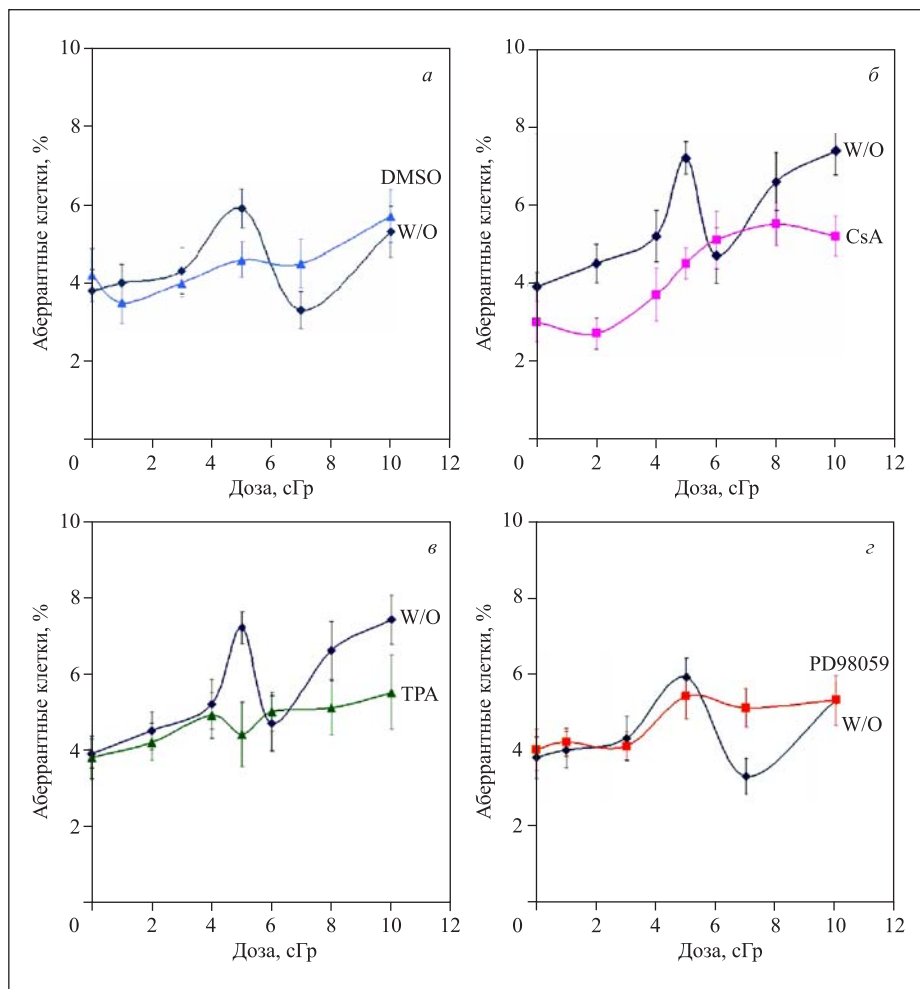 10
а
8
DMSO
6
W/O
4
2
0 2 4 6 8 10 12
Доза, сГр
Аберрантные клетки, %
10
б
W/O
8
6
CsA
4
2
0 2 4 6 8 10 12
Доза, сГр
Аберрантные клетки, %
10
в
8
W/O
6
TPA
4
2
0 2 4 6 8 10 12
Доза, сГр
Аберрантные клетки, %
10
г
8
PD98059
6
W/O
4
2
0 2 4 6 8 10 12
Доза, сГр
Аберрантные клетки, %